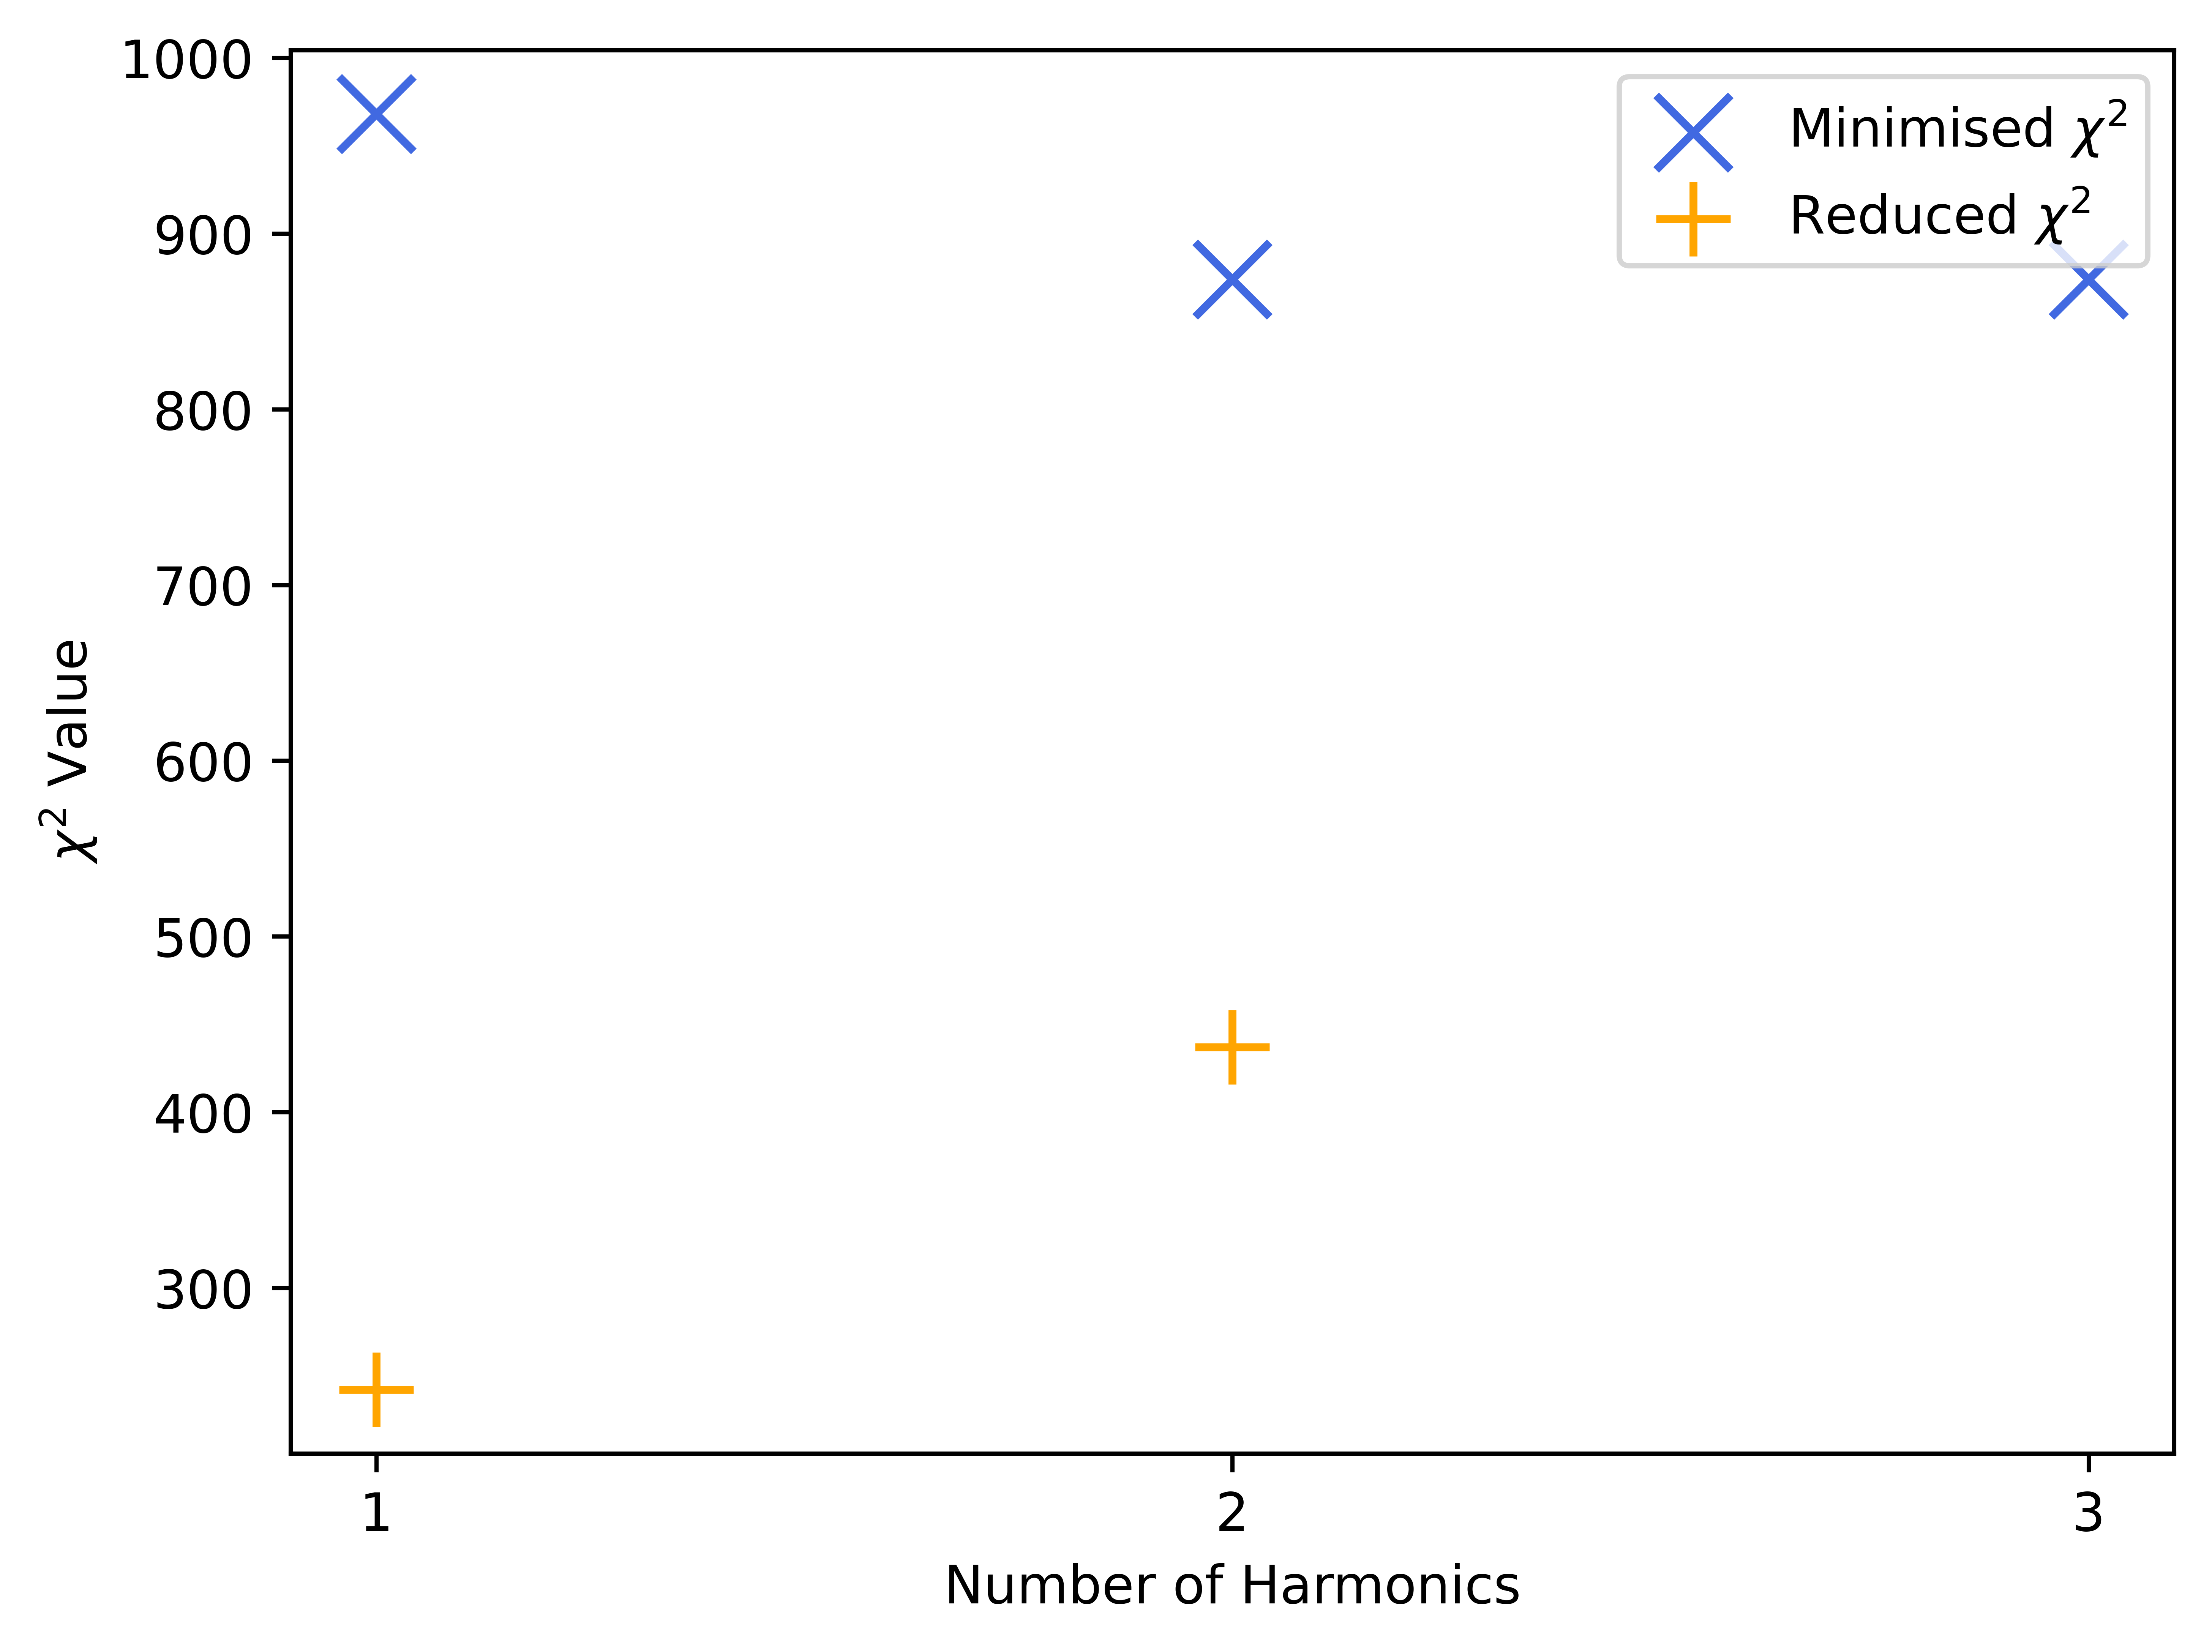 1000
900
800
700
600
500
400
300
χ² Value
Minimised χ²
Reduced χ²
1 2 3
Number of Harmonics